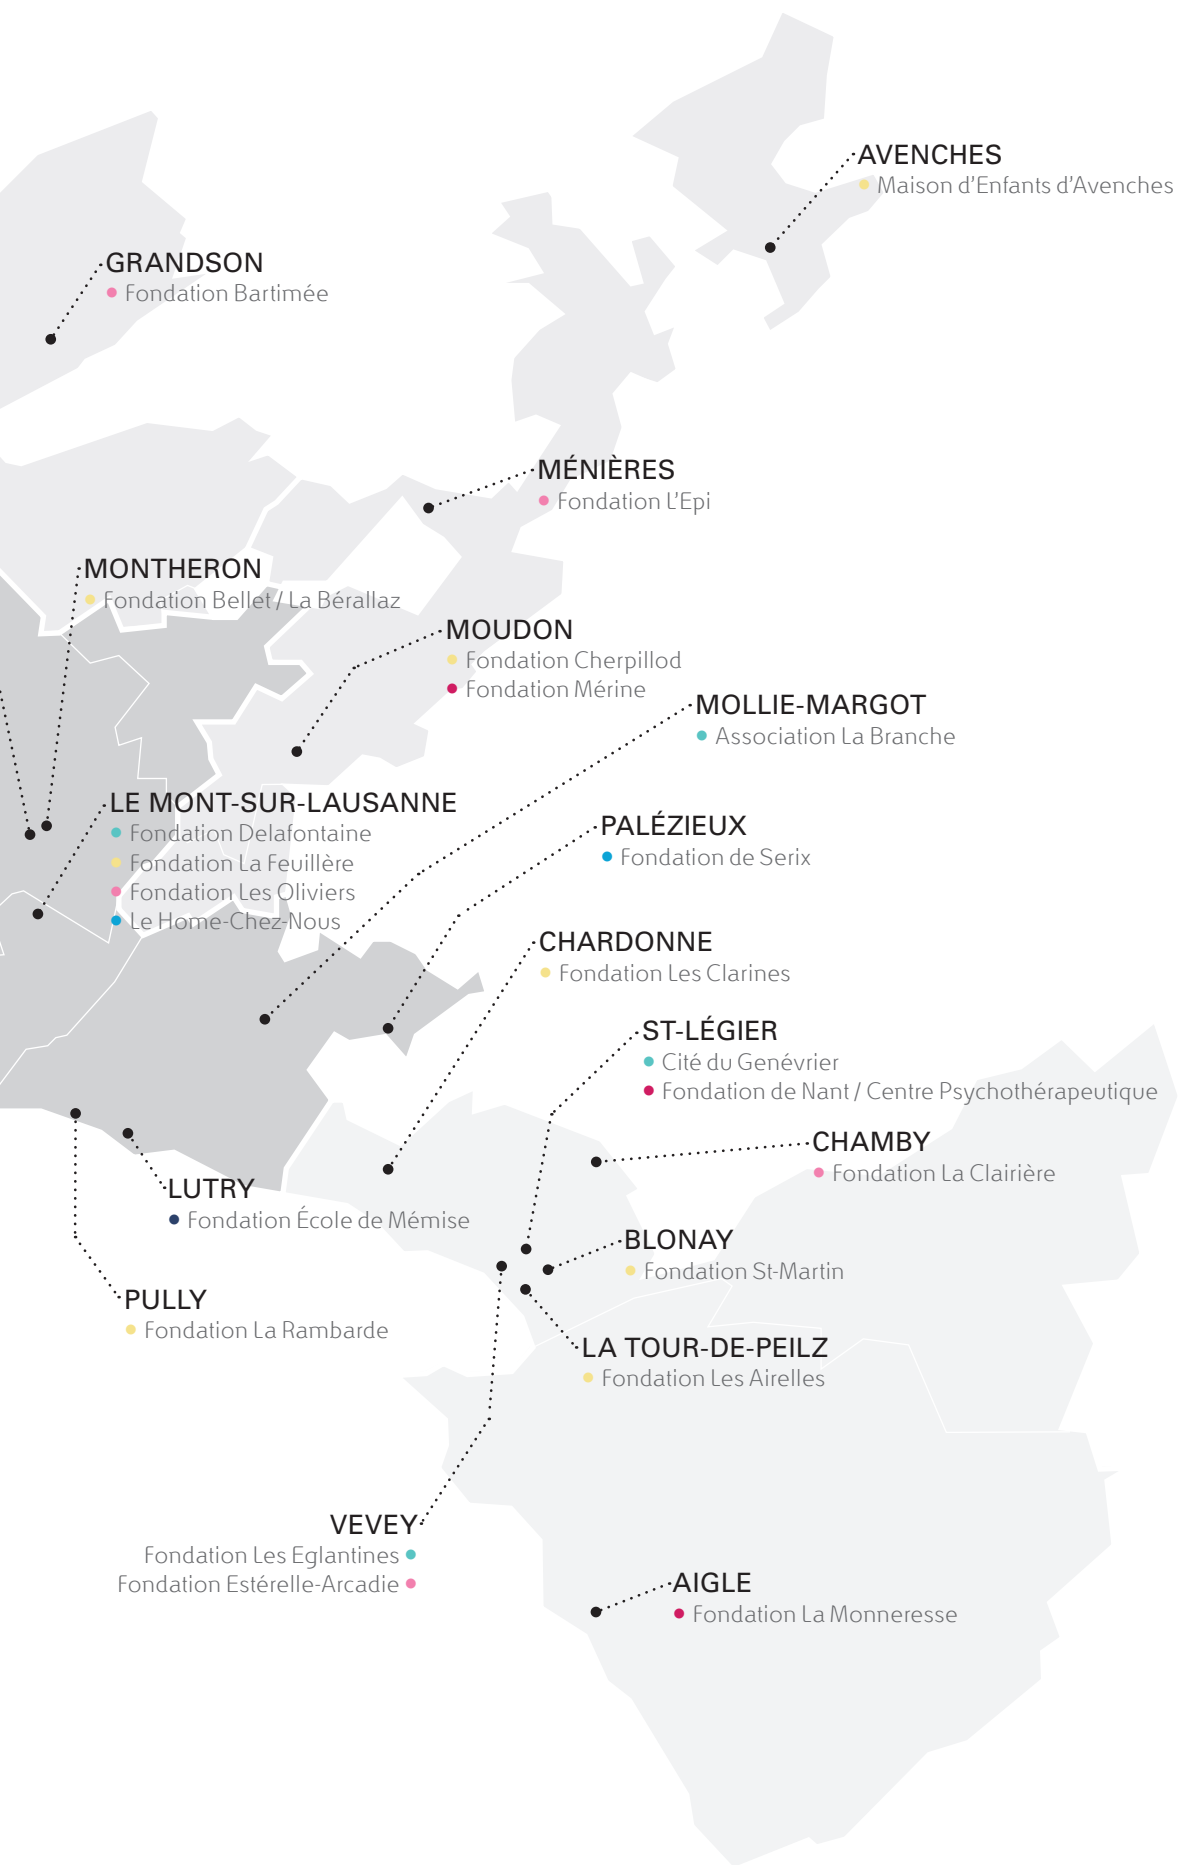 AVENCHES
Maison d’Enfants d’Avenches
GRANDSON
Fondation Bartimée
MÉNIÈRES
Fondation L’Epi
MONTHERON
Fondation Bellet / La Bérallaz
MOUDON
Fondation Cherpillod
Fondation Mérine
MOLLIE-MARGOT
Association La Branche
LE MONT-SUR-LAUSANNE
Fondation Delafontaine
Fondation La Feuillère
Fondation Les Oliviers
Le Home-Chez-Nous
PALÉZIEUX
Fondation de Serix
CHARDONNE
Fondation Les Clarines
ST-LÉGIER
Cité du Genévrier
Fondation de Nant / Centre Psychothérapeutique
CHAMBY
Fondation La Clairière
LUTRY
Fondation École de Mémise
BLONAY
Fondation St-Martin
PULLY
Fondation La Rambarde
LA TOUR-DE-PEILZ
Fondation Les Airelles
VEVEY
Fondation Les Eglantines
Fondation Estérelle-Arcadie
AIGLE
Fondation La Monneresse